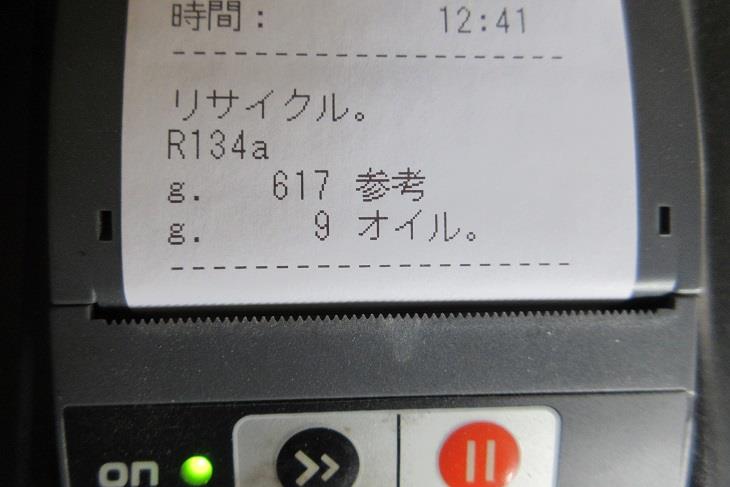 時間： 12:41
--------------------
リサイクル。
R134a
g. 617 参考
g. 9 オイル。
--------------------
on